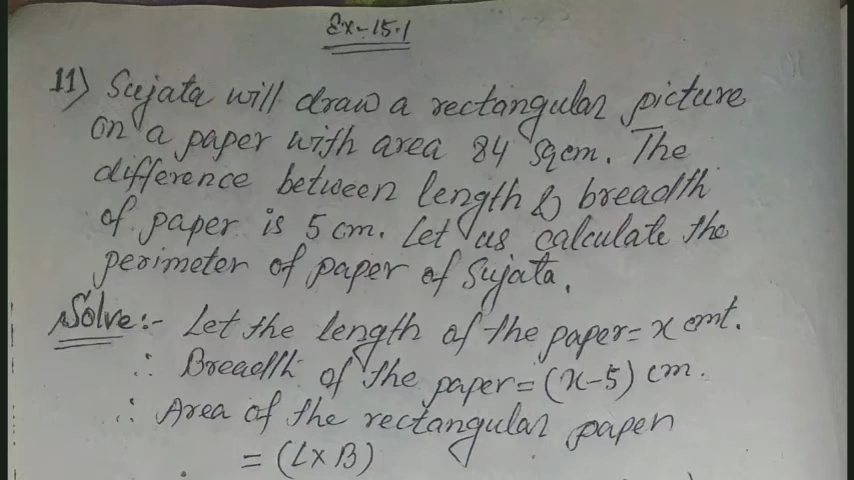 Ex-15.1
11) Sujata will draw a rectangular picture
on a paper with area 84 sqcm. The
difference between length & breadth
of paper is 5 cm. Let us calculate the
perimeter of paper of Sujata.
Solve:- Let the length of the paper = x cmt.
∴ Breadth of the paper = (x-5) cm.
∴ Area of the rectangular paper
= (L×B)